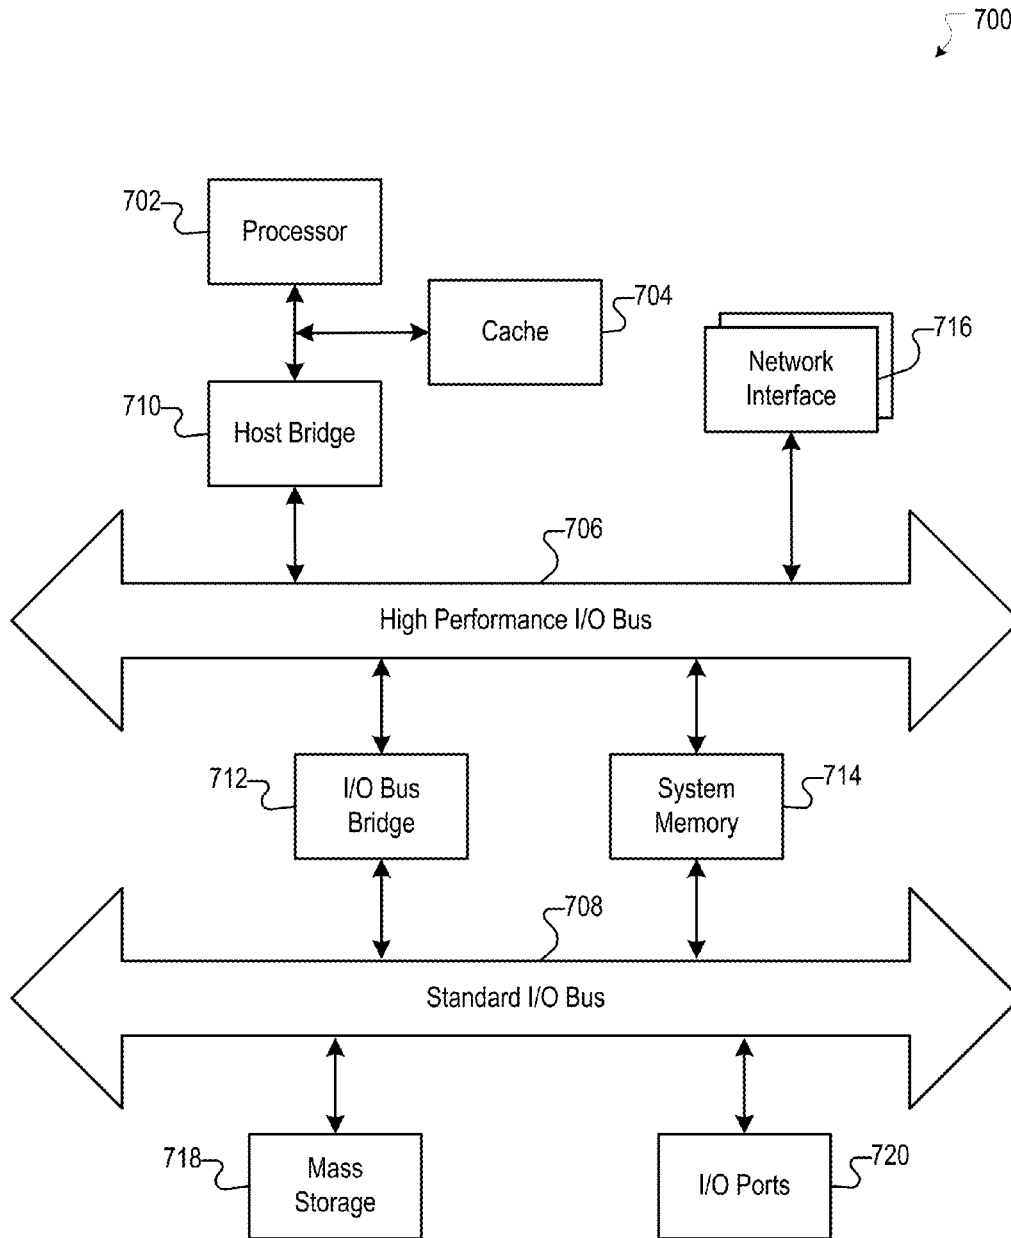 700
702
Processor
704
Cache
716
Network
Interface
710
Host Bridge
706
High Performance I/O Bus
712
I/O Bus
Bridge
System
Memory
714
708
Standard I/O Bus
718
Mass
Storage
I/O Ports
720